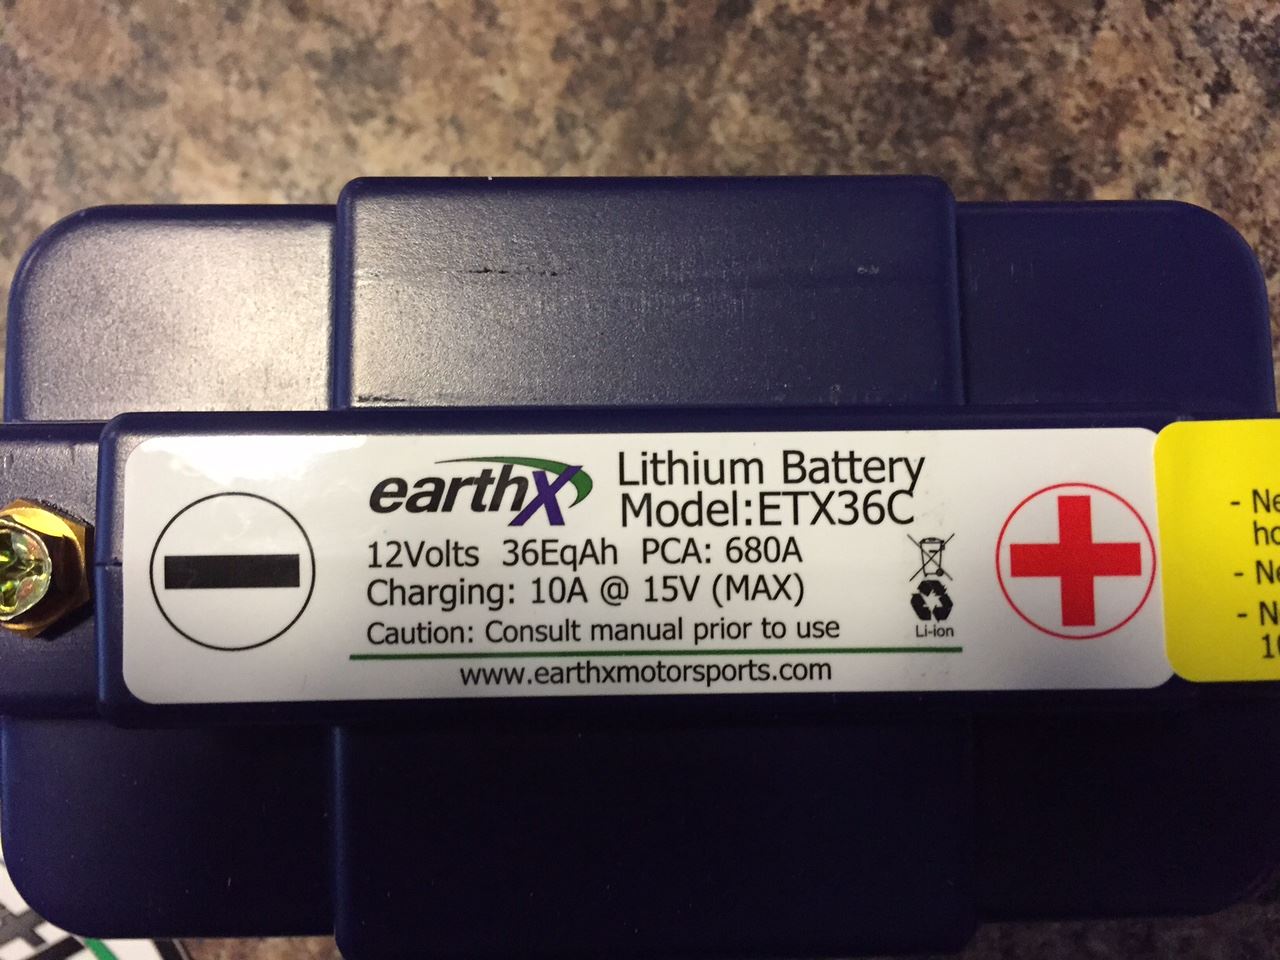 earthX
Lithium Battery
Model:ETX36C
12Volts 36EqAh PCA: 680A
Charging: 10A @ 15V (MAX)
Caution: Consult manual prior to use
Li-ion
www.earthxmotorsports.com